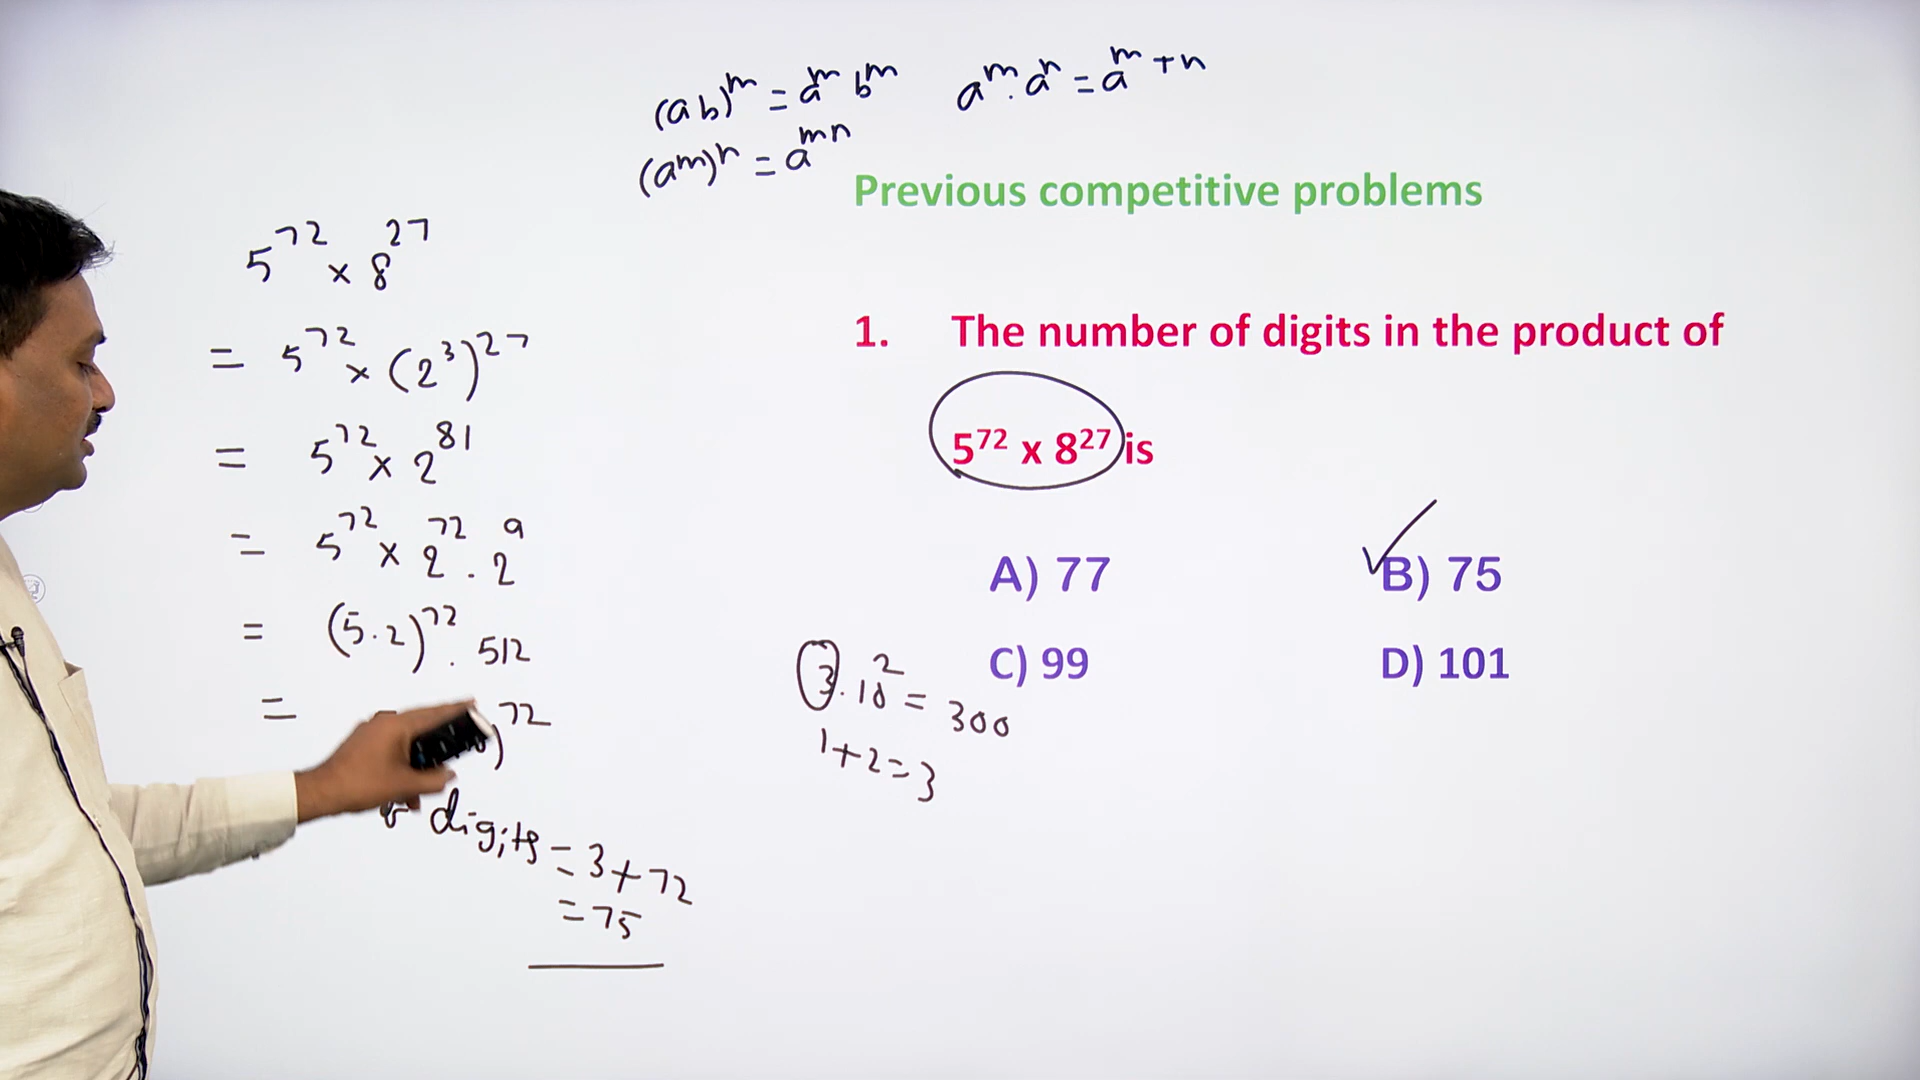 (ab)^m = a^m b^m a^m . a^n = a^m+n
(a^m)^n = a^mn
Previous competitive problems
5^72 x 8^27
= 5^72 x (2^3)^27
= 5^72 x 2^81
= 5^72 x 2^72 . 2^9
= (5.2)^72 . 512
= )^72
digits = 3+72
= 75
1. The number of digits in the product of
5^72 x 8^27 is
A) 77 B) 75
C) 99 D) 101
3.10^2 = 300
1+2=3